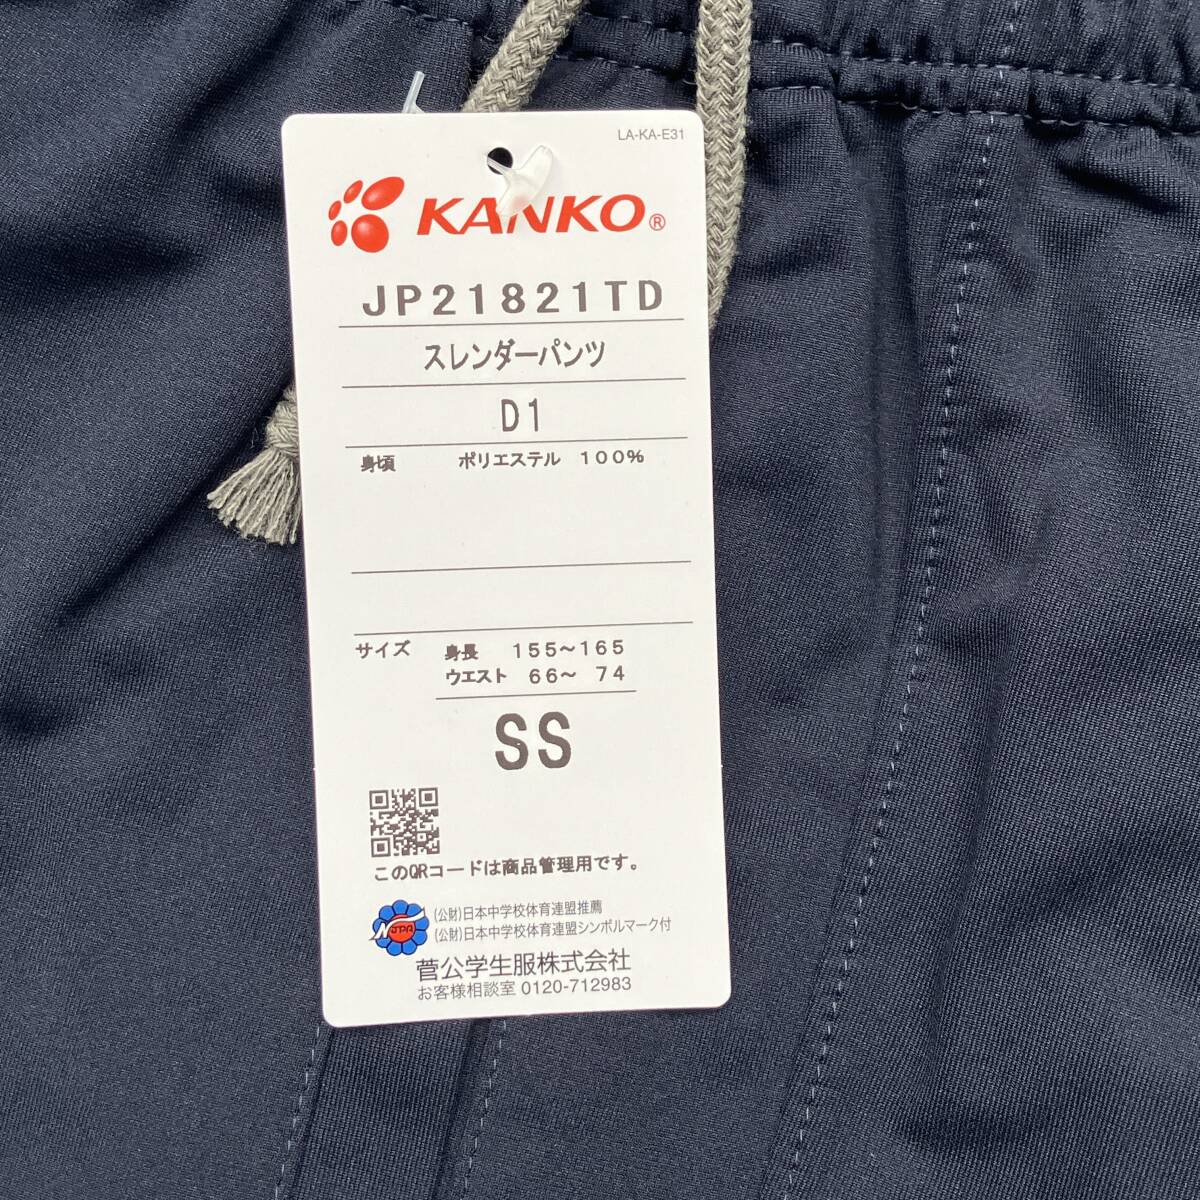 LA-KA-E31
KANKO®
JP21821TD
スレンダーパンツ
D1
身頃 ポリエステル 100%
サイズ 身長 155～165
ウエスト 66～ 74
SS
このQRコードは商品管理用です。
(公財)日本中学校体育連盟推薦
NJPA (公財)日本中学校体育連盟シンボルマーク付
菅公学生服株式会社
お客様相談室 0120-712983